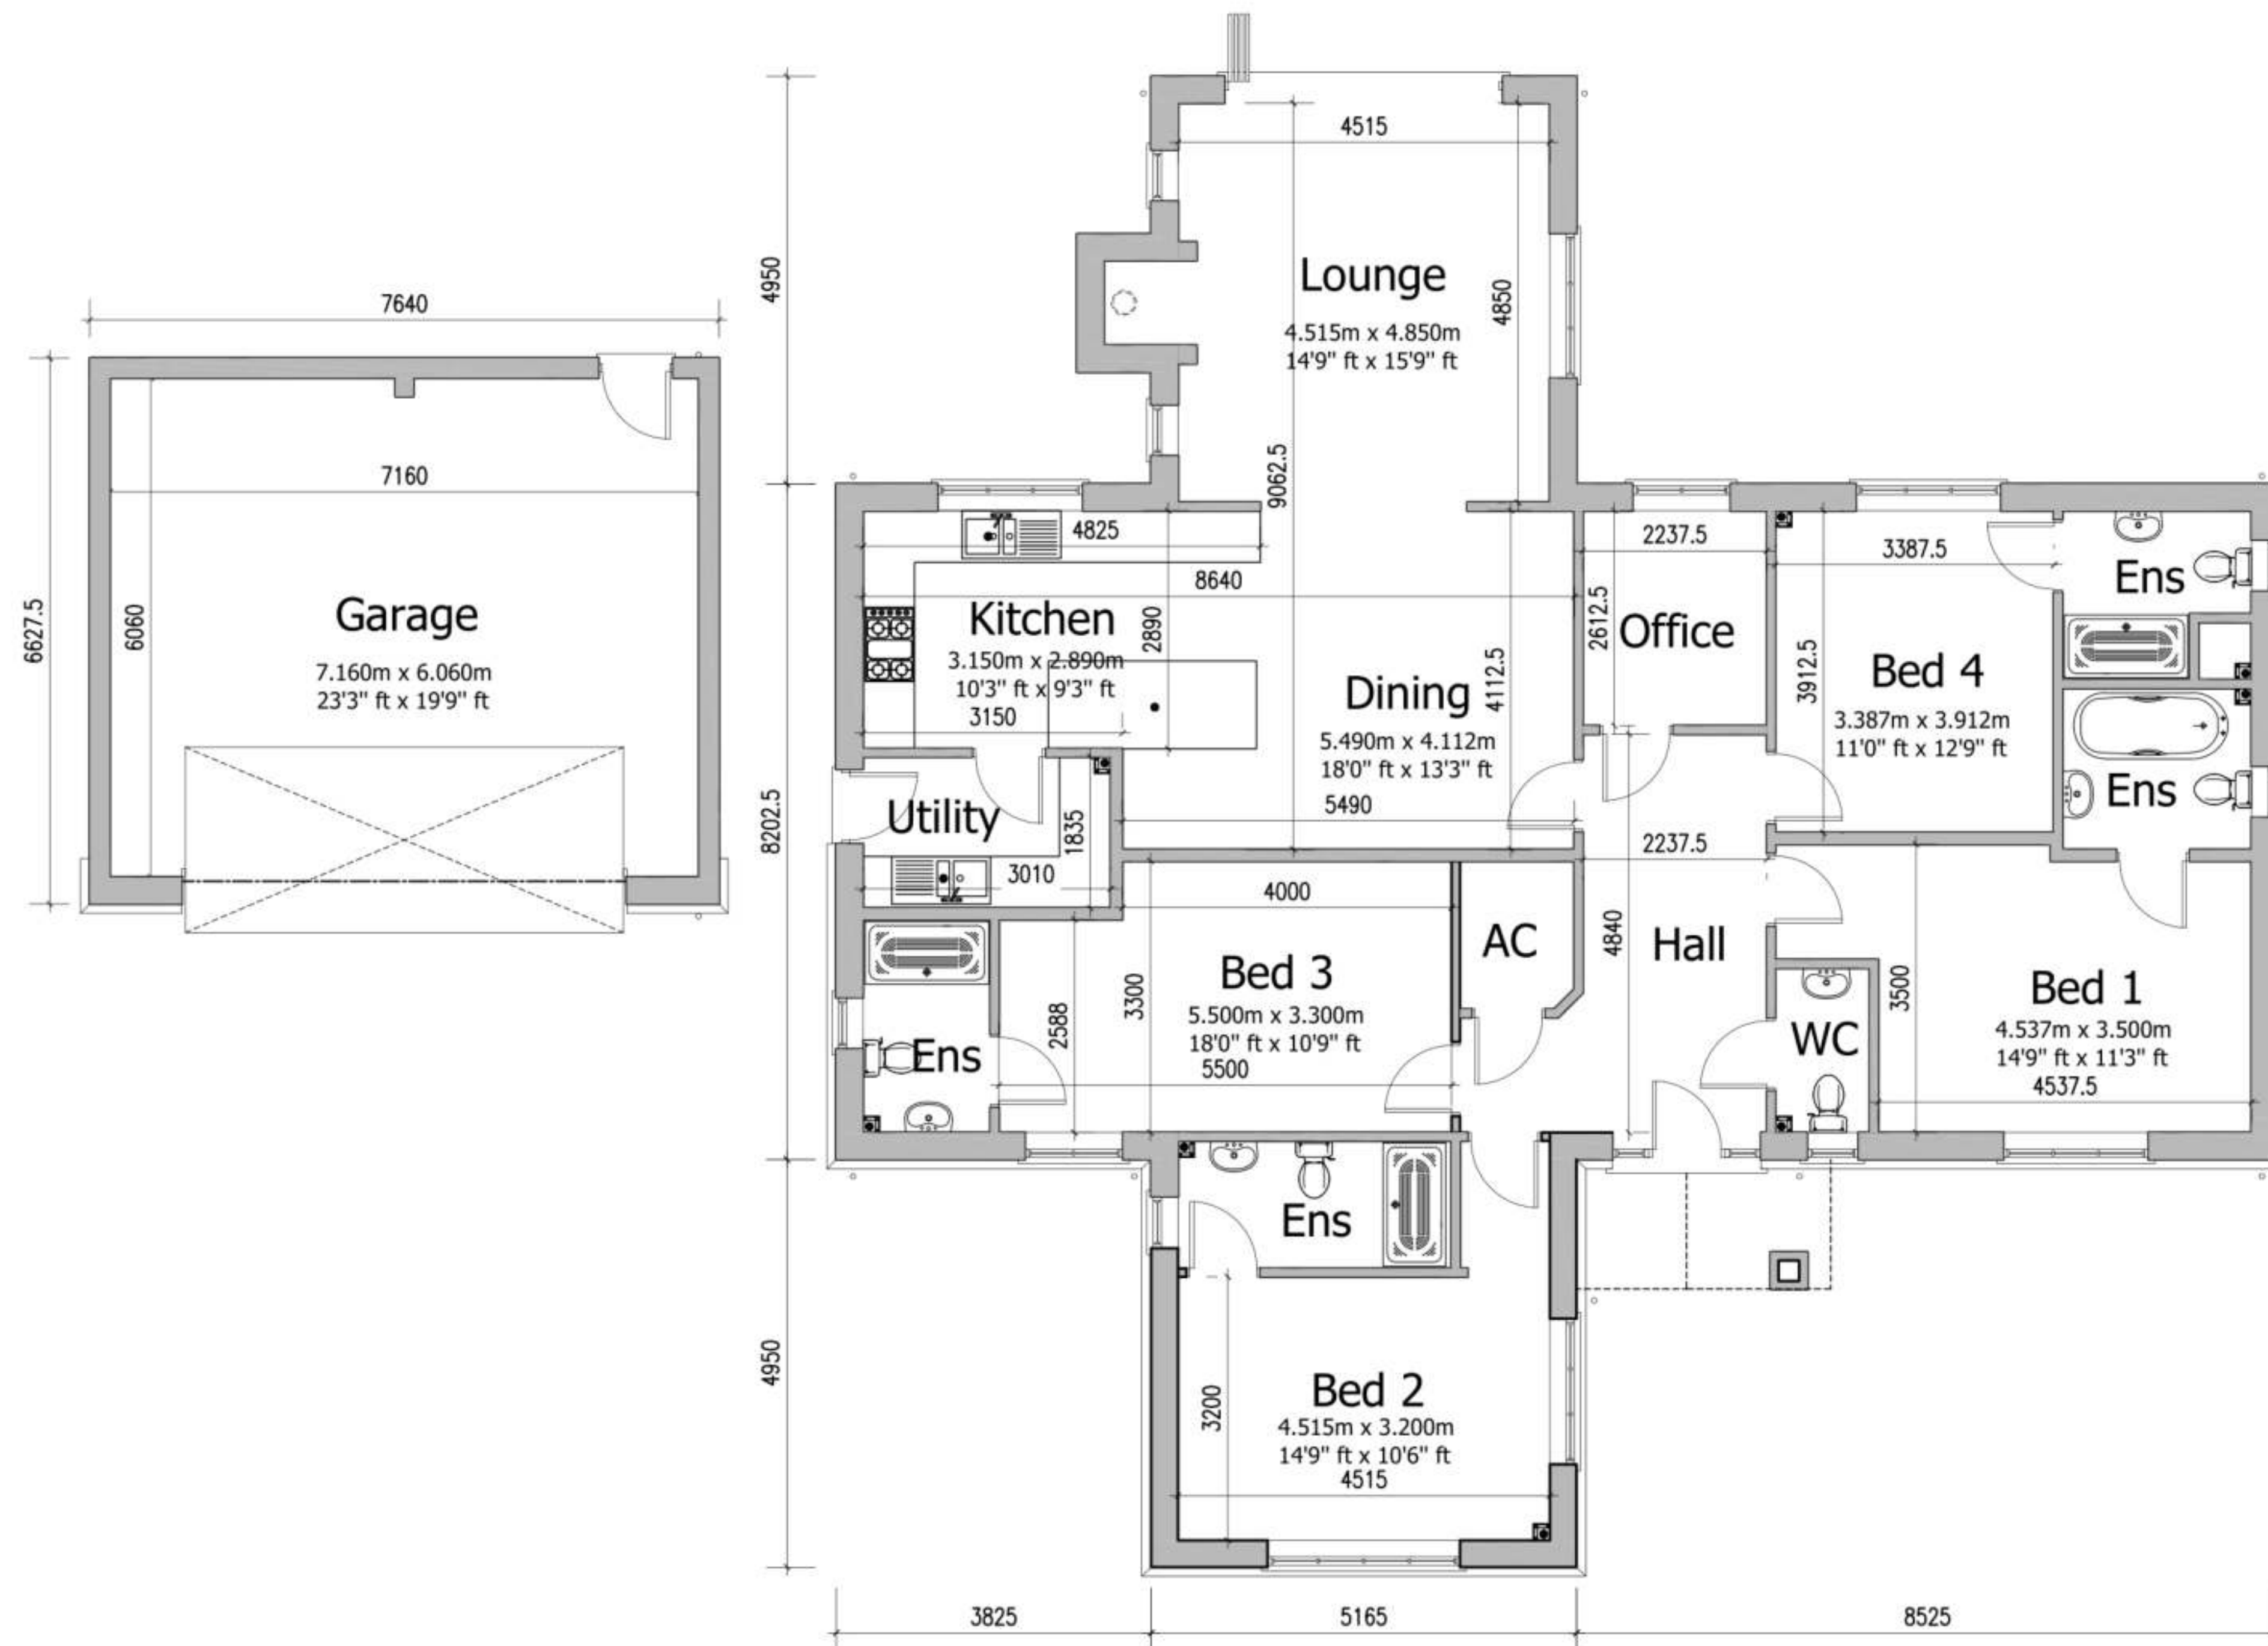 4515
4950
Lounge
4850
4.515m x 4.850m
14'9" ft x 15'9" ft
7640
9062.5
7160
6627.5
6060
Garage
7.160m x 6.060m
23'3" ft x 19'9" ft
4825
8640
Kitchen
2890
3.150m x 2.890m
10'3" ft x 9'3" ft
3150
Dining
4112.5
5.490m x 4.112m
18'0" ft x 13'3" ft
5490
2237.5
2612.5
Office
3387.5
3912.5
Bed 4
3.387m x 3.912m
11'0" ft x 12'9" ft
Ens
Ens
8202.5
Utility
1835
3010
4000
2237.5
4840
AC
Hall
Bed 3
5.500m x 3.300m
18'0" ft x 10'9" ft
5500
3300
2588
Ens
3500
Bed 1
4.537m x 3.500m
14'9" ft x 11'3" ft
4537.5
WC
Ens
4950
3200
Bed 2
4.515m x 3.200m
14'9" ft x 10'6" ft
4515
3825
5165
8525